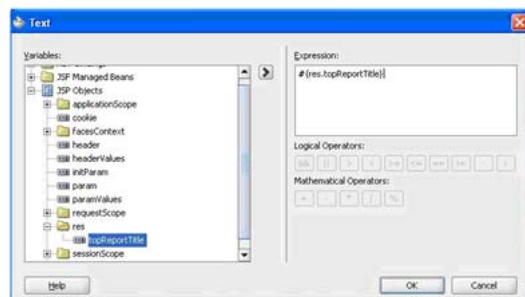 Text
Variables:
JSF Managed Beans
JSP Objects
applicationScope
cookie
facesContext
header
headerValues
initParam
param
paramValues
requestScope
res
topReportTitle
sessionScope
Expression:
#{res.topReportTitle}
Logical Operators:
&& || > < >= <= == != - !
Mathematical Operators:
+ - * / %
Help
OK
Cancel